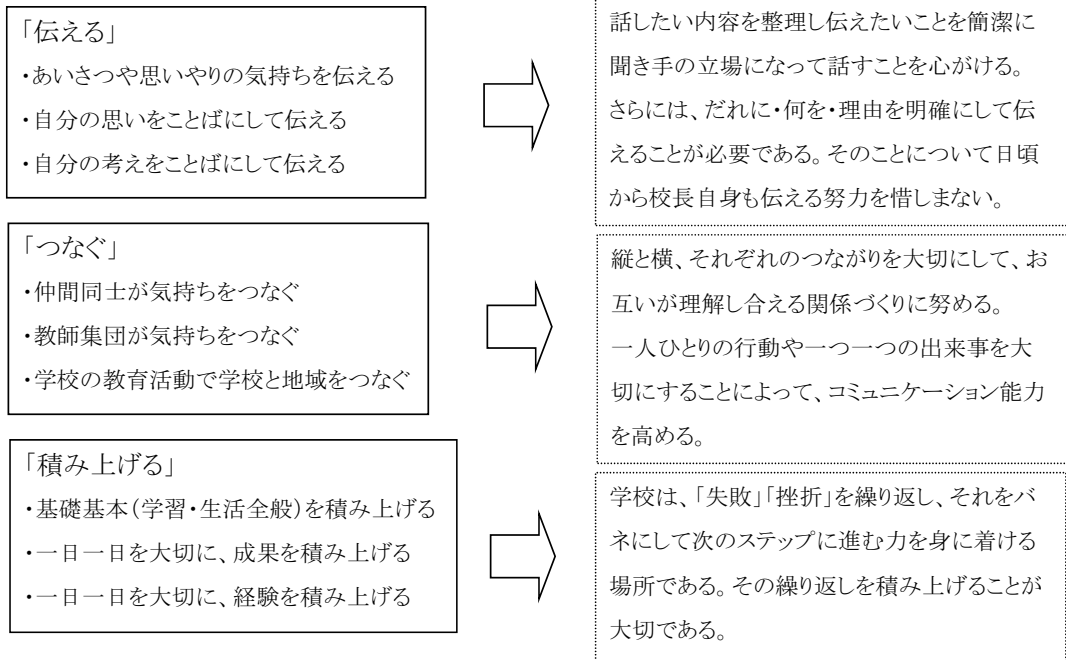 「伝える」
・あいさつや思いやりの気持ちを伝える
・自分の思いをことばにして伝える
・自分の考えをことばにして伝える
話したい内容を整理し伝えたいことを簡潔に
聞き手の立場になって話すことを心がける。
さらには、だれに・何を・理由を明確にして伝
えることが必要である。そのことについて日頃
から校長自身も伝える努力を惜しまない。
「つなぐ」
・仲間同士が気持ちをつなぐ
・教師集団が気持ちをつなぐ
・学校の教育活動で学校と地域をつなぐ
縦と横、それぞれのつながりを大切にして、お
互いが理解し合える関係づくりに努める。
一人ひとりの行動や一つ一つの出来事を大
切にすることによって、コミュニケーション能力
を高める。
「積み上げる」
・基礎基本(学習・生活全般)を積み上げる
・一日一日を大切に、成果を積み上げる
・一日一日を大切に、経験を積み上げる
学校は、「失敗」「挫折」を繰り返し、それをバ
ネにして次のステップに進む力を身に着ける
場所である。その繰り返しを積み上げることが
大切である。